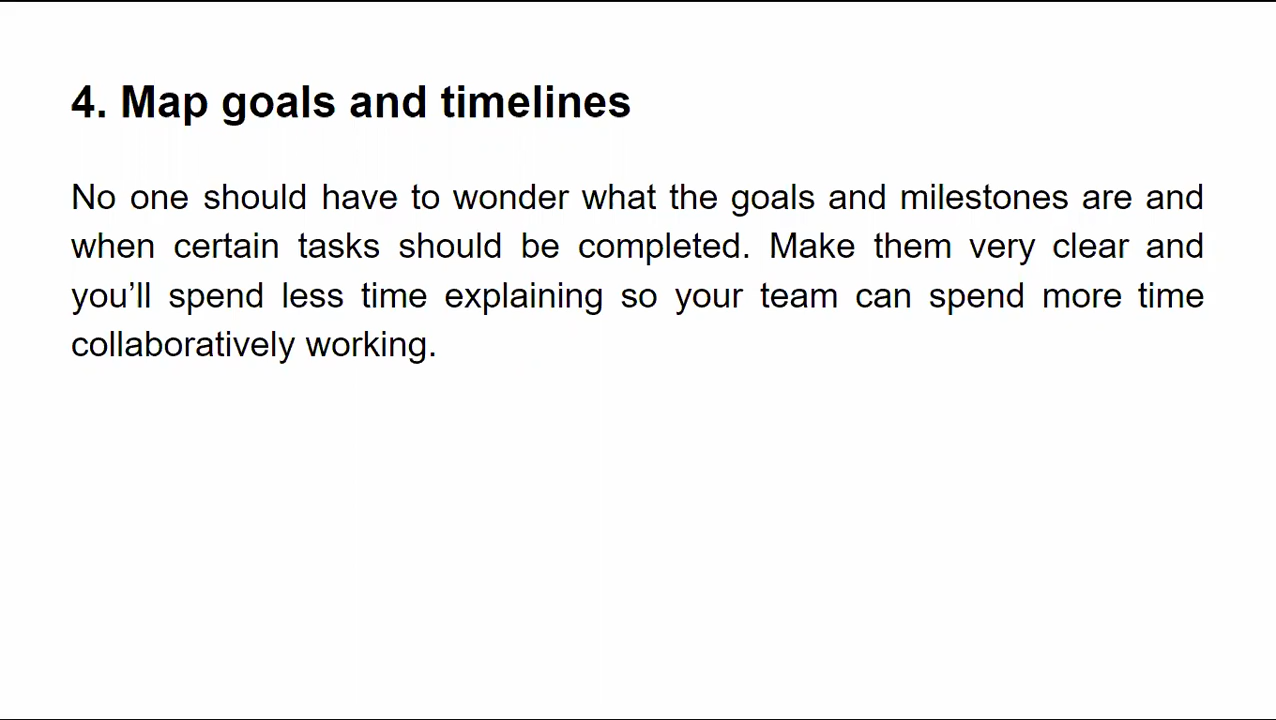 4. Map goals and timelines
No one should have to wonder what the goals and milestones are and
when certain tasks should be completed. Make them very clear and
you’ll spend less time explaining so your team can spend more time
collaboratively working.